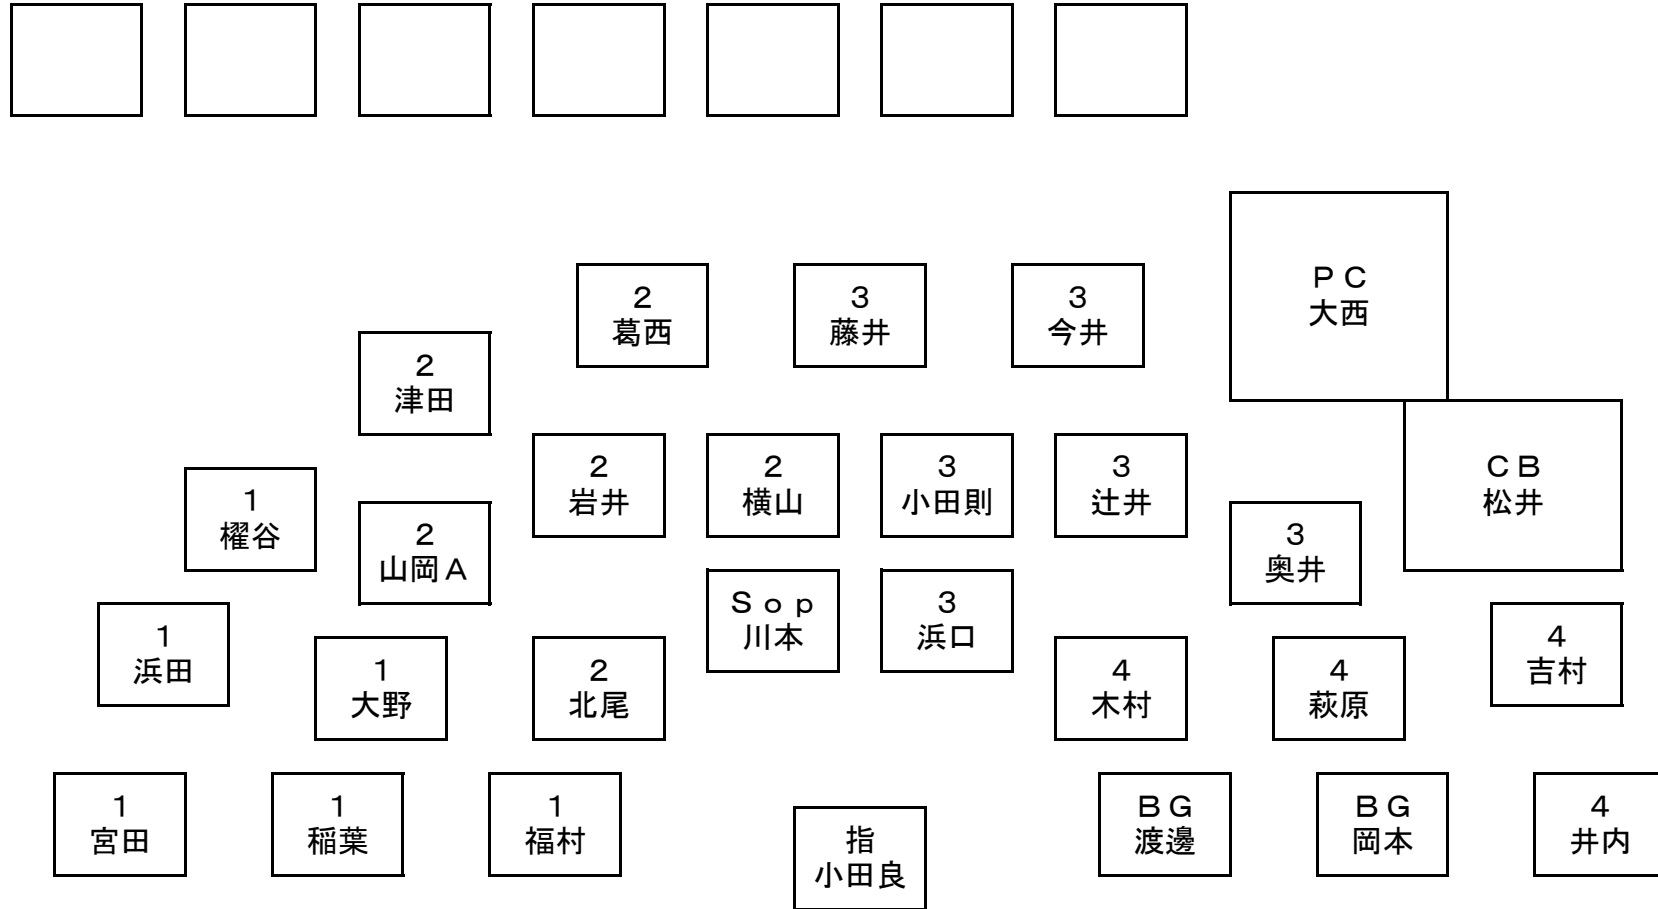 2
葛西
3
藤井
3
今井
PC
大西
2
津田
2
岩井
2
横山
3
小田則
3
辻井
CB
松井
1
櫂谷
2
山岡A
3
奥井
Sop
川本
3
浜口
1
浜田
1
大野
2
北尾
4
木村
4
萩原
4
吉村
1
宮田
1
稲葉
1
福村
指
小田良
BG
渡邊
BG
岡本
4
井内